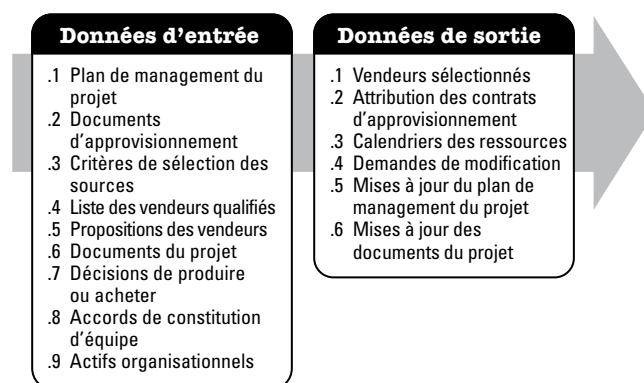 Données d’entrée
.1 Plan de management du
projet
.2 Documents
d’approvisionnement
.3 Critères de sélection des
sources
.4 Liste des vendeurs qualifiés
.5 Propositions des vendeurs
.6 Documents du projet
.7 Décisions de produire
ou acheter
.8 Accords de constitution
d’équipe
.9 Actifs organisationnels
Données de sortie
.1 Vendeurs sélectionnés
.2 Attribution des contrats
d’approvisionnement
.3 Calendriers des ressources
.4 Demandes de modification
.5 Mises à jour du plan de
management du projet
.6 Mises à jour des
documents du projet